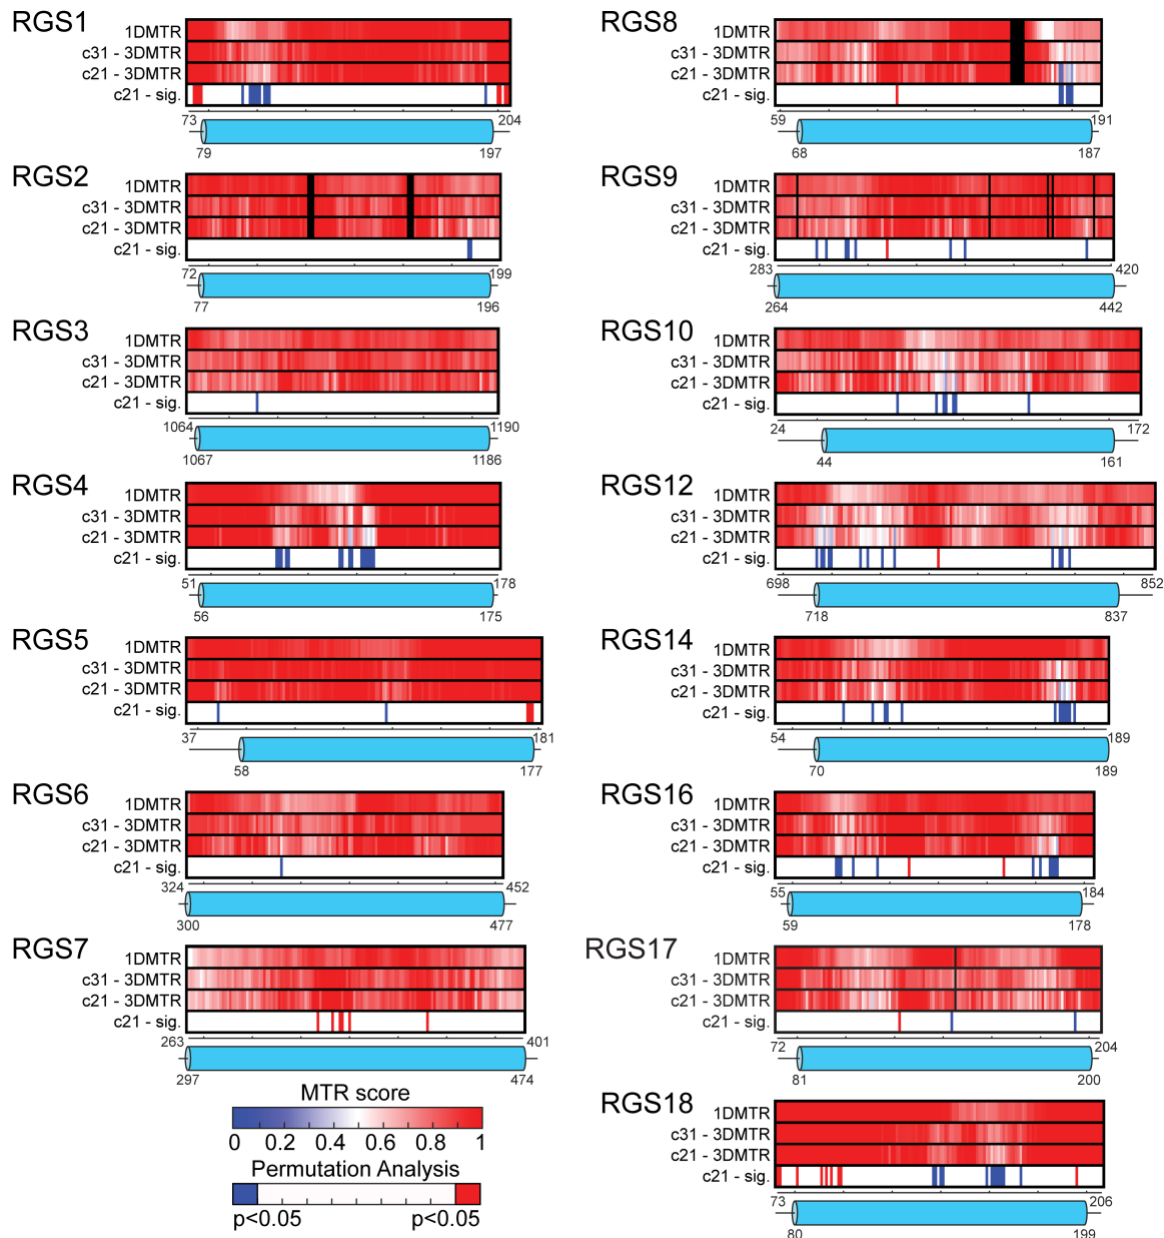 RGS1
1DMTR
c31 - 3DMTR
c21 - 3DMTR
c21 - sig.
73 204
79 197
RGS2
1DMTR
c31 - 3DMTR
c21 - 3DMTR
c21 - sig.
72 199
77 196
RGS3
1DMTR
c31 - 3DMTR
c21 - 3DMTR
c21 - sig.
1064 1190
1067 1186
RGS4
1DMTR
c31 - 3DMTR
c21 - 3DMTR
c21 - sig.
51 178
56 175
RGS5
1DMTR
c31 - 3DMTR
c21 - 3DMTR
c21 - sig.
37 181
58 177
RGS6
1DMTR
c31 - 3DMTR
c21 - 3DMTR
c21 - sig.
324 452
300 477
RGS7
1DMTR
c31 - 3DMTR
c21 - 3DMTR
c21 - sig.
263 401
297 474
MTR score
0 0.2 0.4 0.6 0.8 1
Permutation Analysis
p<0.05 p<0.05
RGS8
1DMTR
c31 - 3DMTR
c21 - 3DMTR
c21 - sig.
59 191
68 187
RGS9
1DMTR
c31 - 3DMTR
c21 - 3DMTR
c21 - sig.
283 420
264 442
RGS10
1DMTR
c31 - 3DMTR
c21 - 3DMTR
c21 - sig.
24 172
44 161
RGS12
1DMTR
c31 - 3DMTR
c21 - 3DMTR
c21 - sig.
698 852
718 837
RGS14
1DMTR
c31 - 3DMTR
c21 - 3DMTR
c21 - sig.
54 189
70 189
RGS16
1DMTR
c31 - 3DMTR
c21 - 3DMTR
c21 - sig.
55 184
59 178
RGS17
1DMTR
c31 - 3DMTR
c21 - 3DMTR
c21 - sig.
72 204
81 200
RGS18
1DMTR
c31 - 3DMTR
c21 - 3DMTR
c21 - sig.
73 206
80 199